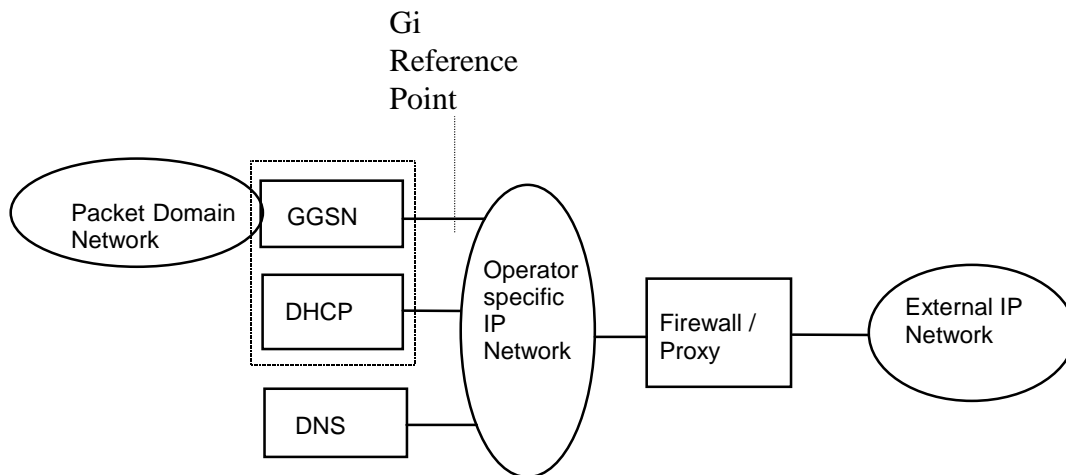 Gi
Reference
Point
Packet Domain
Network
GGSN
DHCP
DNS
Operator
specific
IP
Network
Firewall /
Proxy
External IP
Network